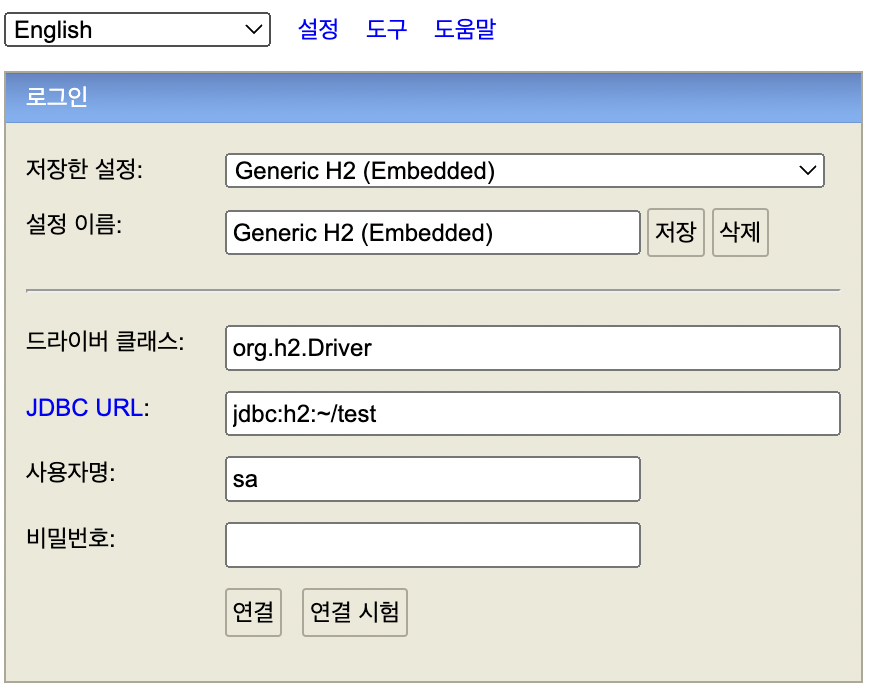 English 설정 도구 도움말
로그인
저장한 설정: Generic H2 (Embedded)
설정 이름: Generic H2 (Embedded) 저장 삭제
드라이버 클래스: org.h2.Driver
JDBC URL: jdbc:h2:~/test
사용자명: sa
비밀번호:
연결 연결 시험